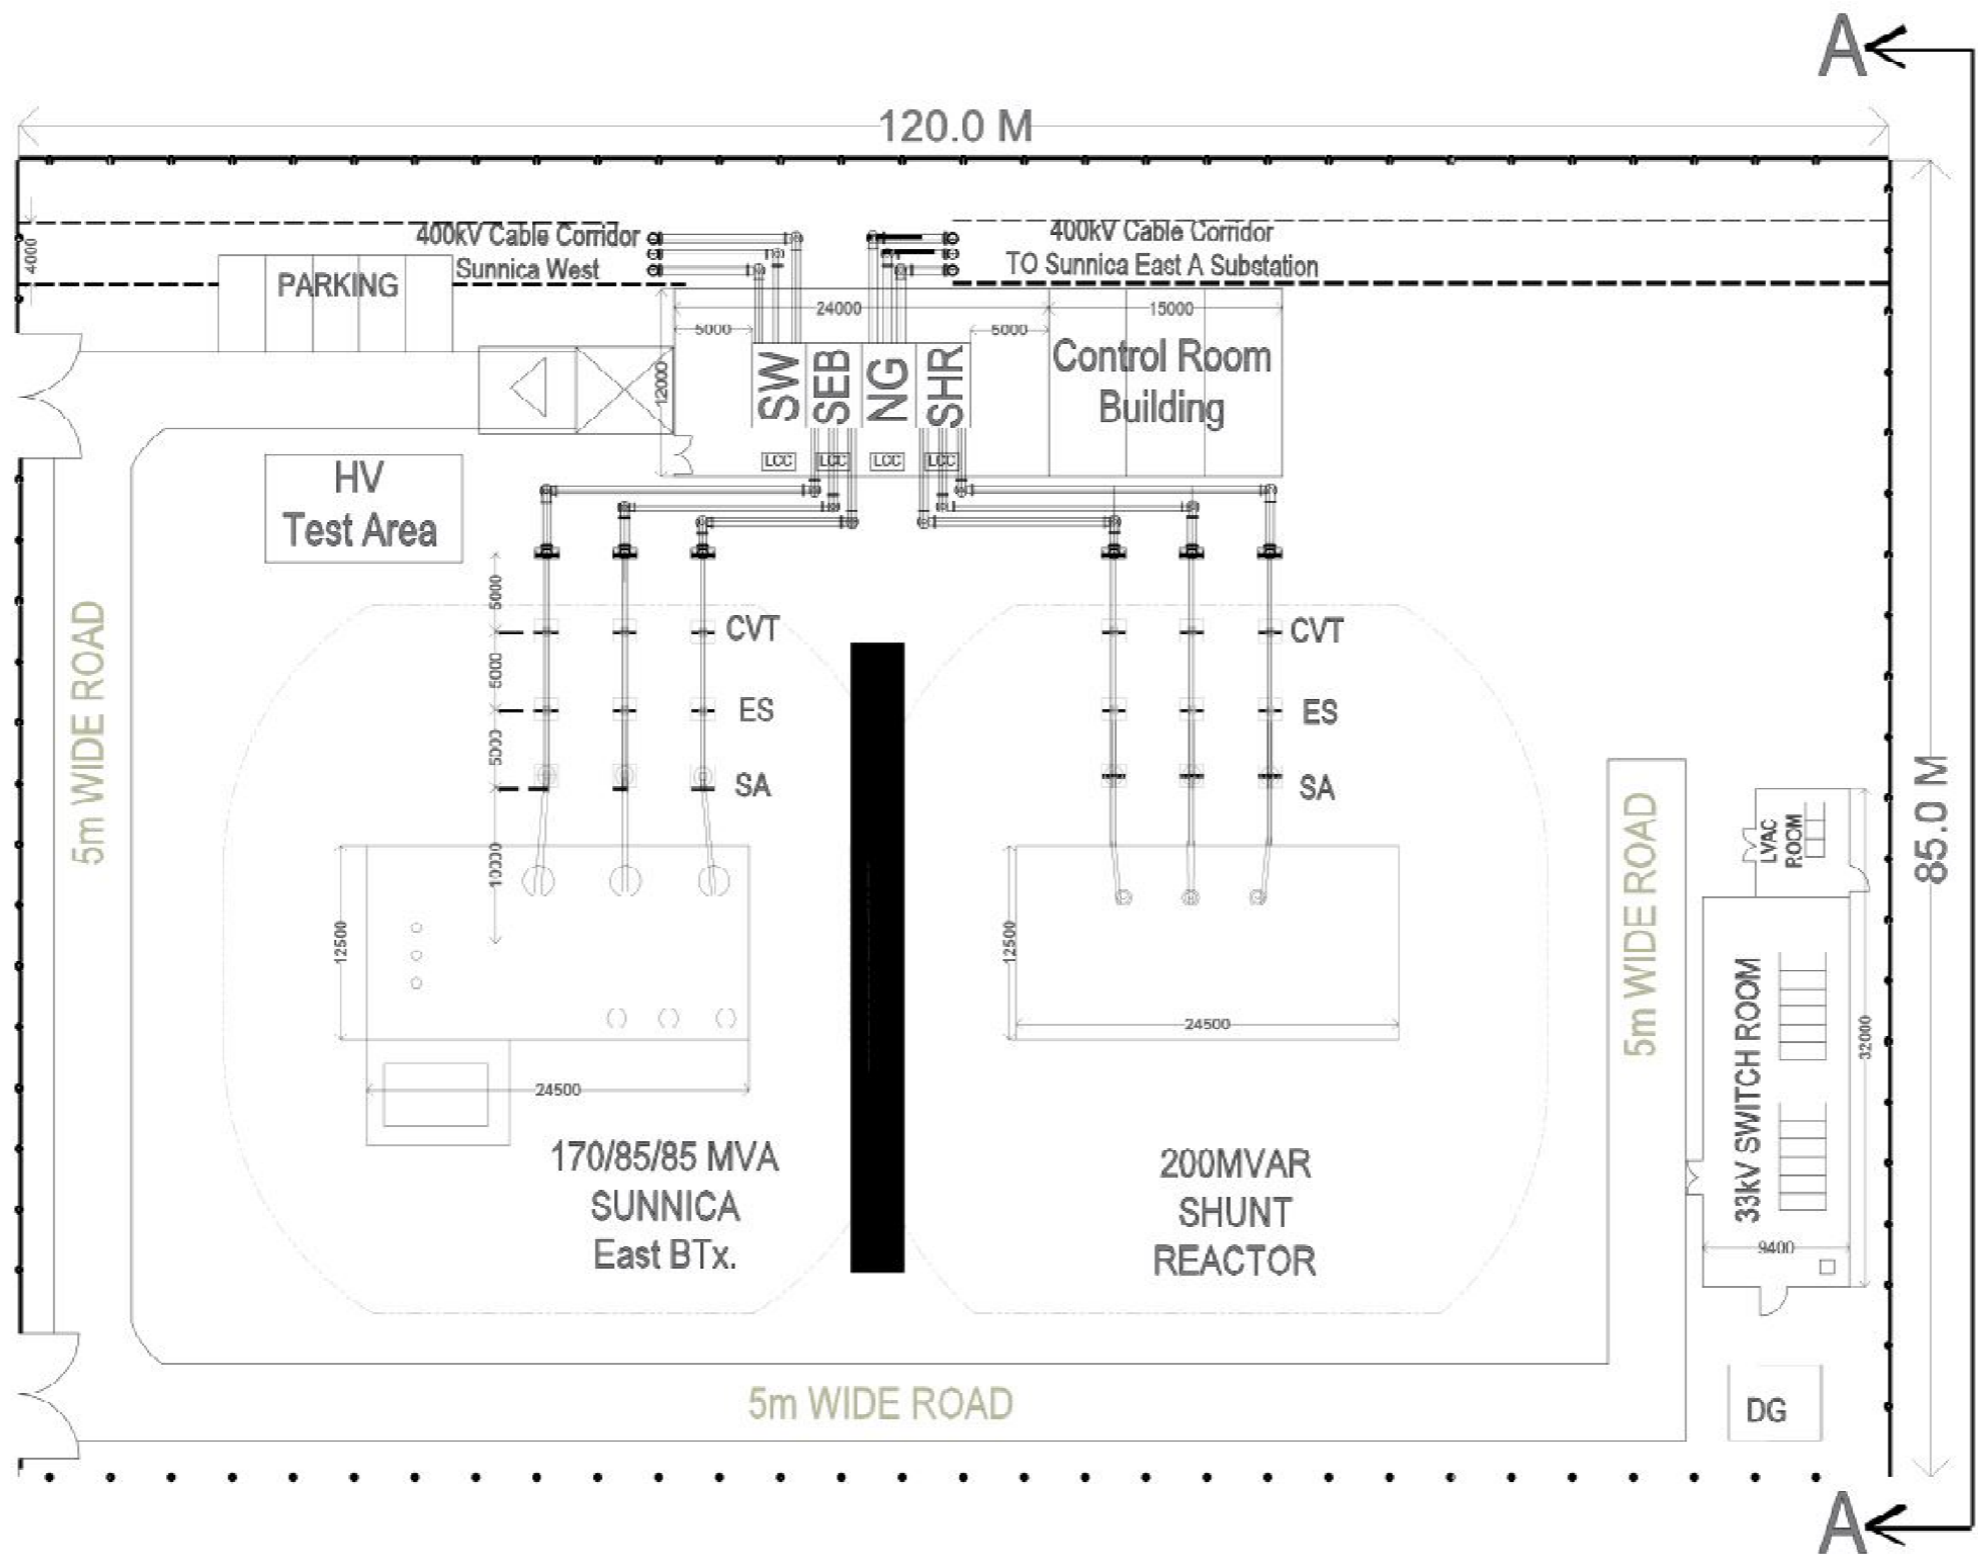 A
120.0 M
400kV Cable Corridor
Sunnica West
400kV Cable Corridor
TO Sunnica East A Substation
4000
PARKING
24000
15000
5000
5000
12000
SW
SEB
NG
SHR
Control Room
Building
LCC
LCC
LCC
LCC
HV
Test Area
5m WIDE ROAD
5000
5000
5000
10000
CVT
ES
SA
CVT
ES
SA
12500
24500
170/85/85 MVA
SUNNICA
East BTx.
12500
24500
200MVAR
SHUNT
REACTOR
5m WIDE ROAD
LVAC
ROOM
33kV SWITCH ROOM
32000
9400
85.0 M
5m WIDE ROAD
DG
A